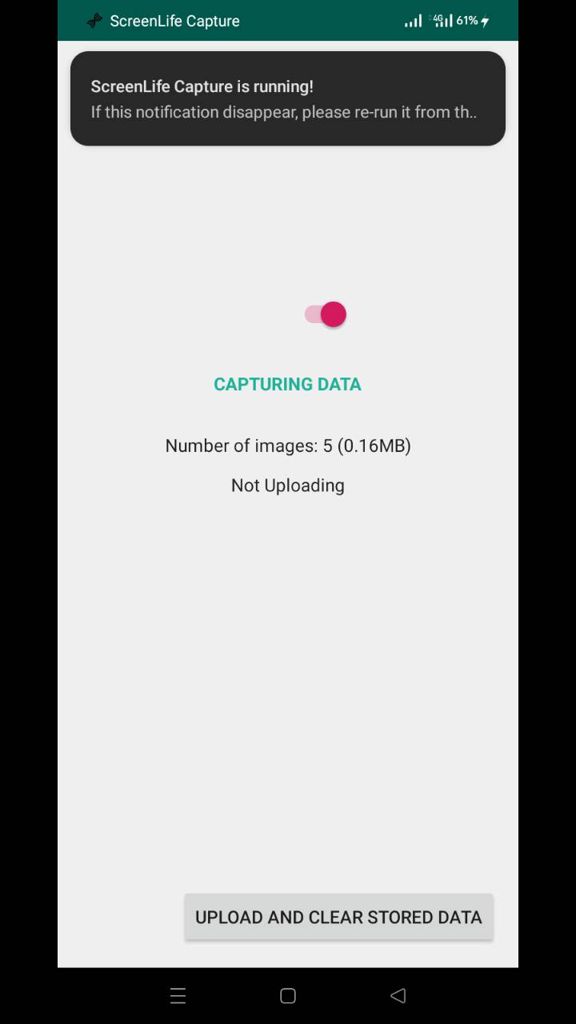 ScreenLife Capture 4G 61%
ScreenLife Capture is running!
If this notification disappear, please re-run it from th..
CAPTURING DATA
Number of images: 5 (0.16MB)
Not Uploading
UPLOAD AND CLEAR STORED DATA